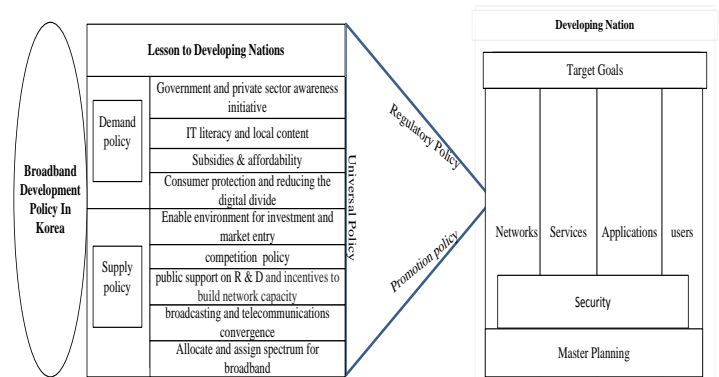 Broadband
Development
Policy In
Korea
Lesson to Developing Nations
Demand
policy
Government and private sector awareness
initiative
IT literacy and local content
Subsidies & affordability
Consumer protection and reducing the
digital divide
Supply
policy
Enable environment for investment and
market entry
competition policy
public support on R & D and incentives to
build network capacity
broadcasting and telecommunications
convergence
Allocate and assign spectrum for
broadband
Universal Policy
Regulatory Policy
Promotion policy
Developing Nation
Target Goals
Networks
Services
Applications
users
Security
Master Planning